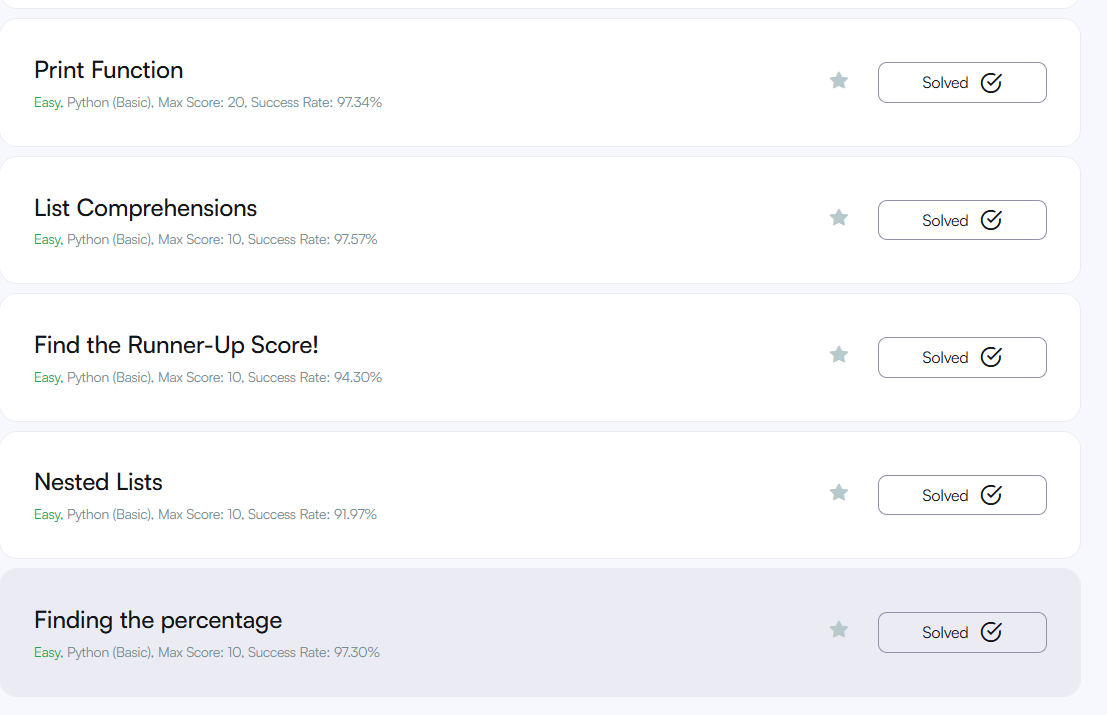 Print Function
Easy, Python (Basic), Max Score: 20, Success Rate: 97.34%
Solved
List Comprehensions
Easy, Python (Basic), Max Score: 10, Success Rate: 97.57%
Solved
Find the Runner-Up Score!
Easy, Python (Basic), Max Score: 10, Success Rate: 94.30%
Solved
Nested Lists
Easy, Python (Basic), Max Score: 10, Success Rate: 91.97%
Solved
Finding the percentage
Easy, Python (Basic), Max Score: 10, Success Rate: 97.30%
Solved